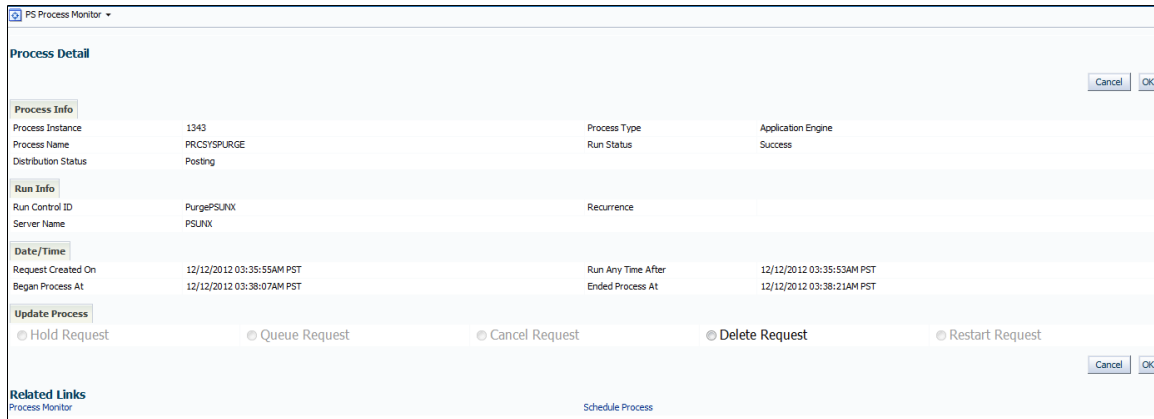 PS Process Monitor
Process Detail
Cancel OK
Process Info
Process Instance 1343 Process Type Application Engine
Process Name PRCSYSPURGE Run Status Success
Distribution Status Posting
Run Info
Run Control ID PurgePSUNX Recurrence
Server Name PSUNX
Date/Time
Request Created On 12/12/2012 03:35:55AM PST Run Any Time After 12/12/2012 03:35:53AM PST
Began Process At 12/12/2012 03:38:07AM PST Ended Process At 12/12/2012 03:38:21AM PST
Update Process
Hold Request Queue Request Cancel Request Delete Request Restart Request
Cancel OK
Related Links
Process Monitor Schedule Process